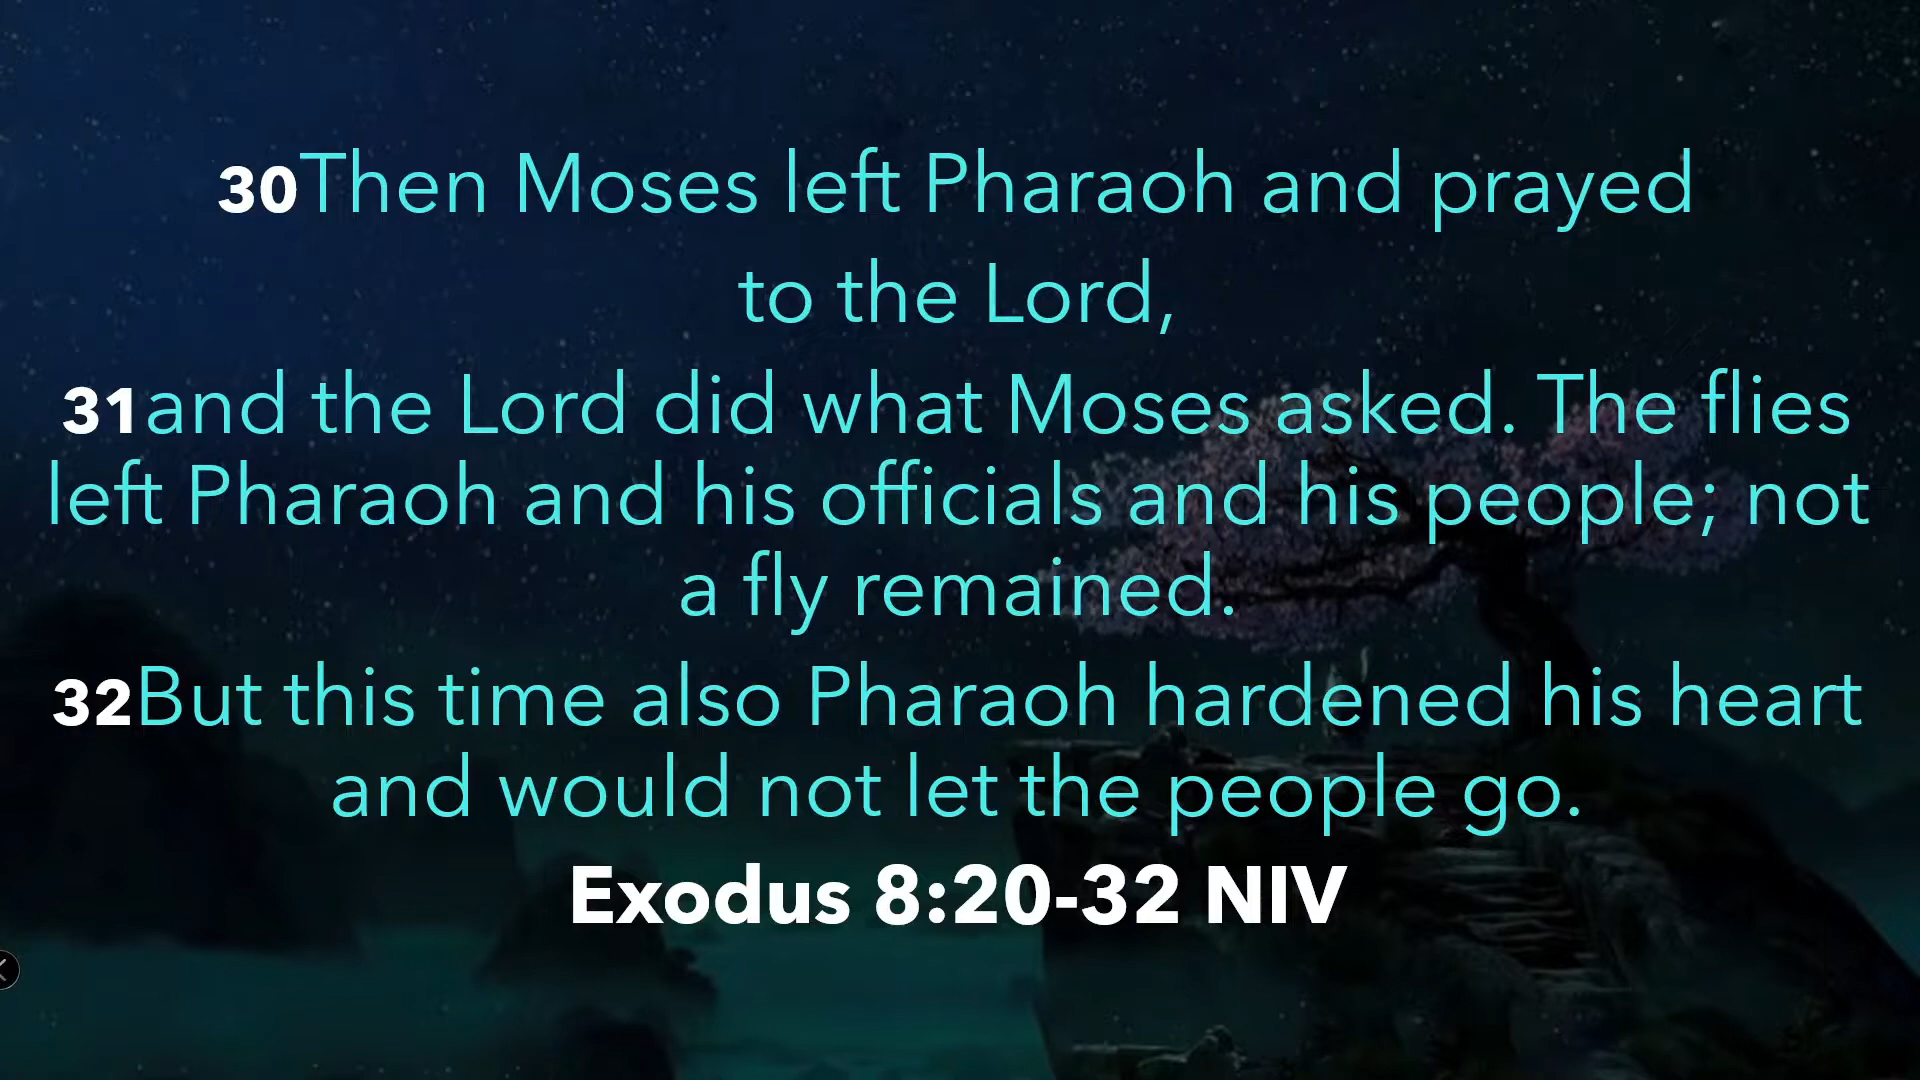 30Then Moses left Pharaoh and prayed
to the Lord,
31and the Lord did what Moses asked. The flies
left Pharaoh and his officials and his people; not
a fly remained.
32But this time also Pharaoh hardened his heart
and would not let the people go.
Exodus 8:20-32 NIV